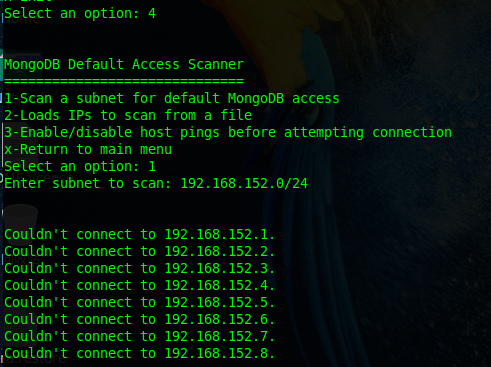 Select an option: 4
MongoDB Default Access Scanner
==============================
1-Scan a subnet for default MongoDB access
2-Loads IPs to scan from a file
3-Enable/disable host pings before attempting connection
x-Return to main menu
Select an option: 1
Enter subnet to scan: 192.168.152.0/24
Couldn't connect to 192.168.152.1.
Couldn't connect to 192.168.152.2.
Couldn't connect to 192.168.152.3.
Couldn't connect to 192.168.152.4.
Couldn't connect to 192.168.152.5.
Couldn't connect to 192.168.152.6.
Couldn't connect to 192.168.152.7.
Couldn't connect to 192.168.152.8.